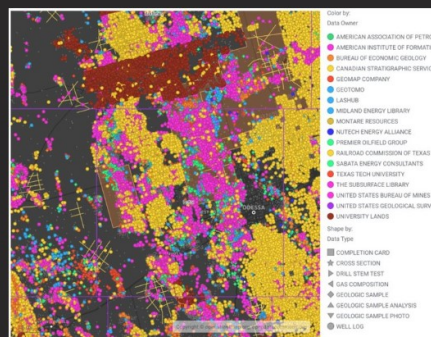 Color by:
Data Owner
AMERICAN ASSOCIATION OF PETRO
AMERICAN INSTITUTE OF FORMATI
BUREAU OF ECONOMIC GEOLOGY
CANADIAN STRATIGRAPHIC SERVIC
GEOMAP COMPANY
GEOTOMO
LASHUB
MIDLAND ENERGY LIBRARY
MONTARE RESOURCES
NUTECH ENERGY ALLIANCE
PREMIER OILFIELD GROUP
RAILROAD COMMISSION OF TEXAS
SABATA ENERGY CONSULTANTS
TEXAS TECH UNIVERSITY
THE SUBSURFACE LIBRARY
UNITED STATES BUREAU OF MINES
UNITED STATES GEOLOGICAL SURV
UNIVERSITY LANDS
Shape by:
Data Type
COMPLETION CARD
CROSS SECTION
DRILL STEM TEST
GAS COMPOSITION
GEOLOGIC SAMPLE
GEOLOGIC SAMPLE ANALYSIS
GEOLOGIC SAMPLE PHOTO
WELL LOG
ODESSA